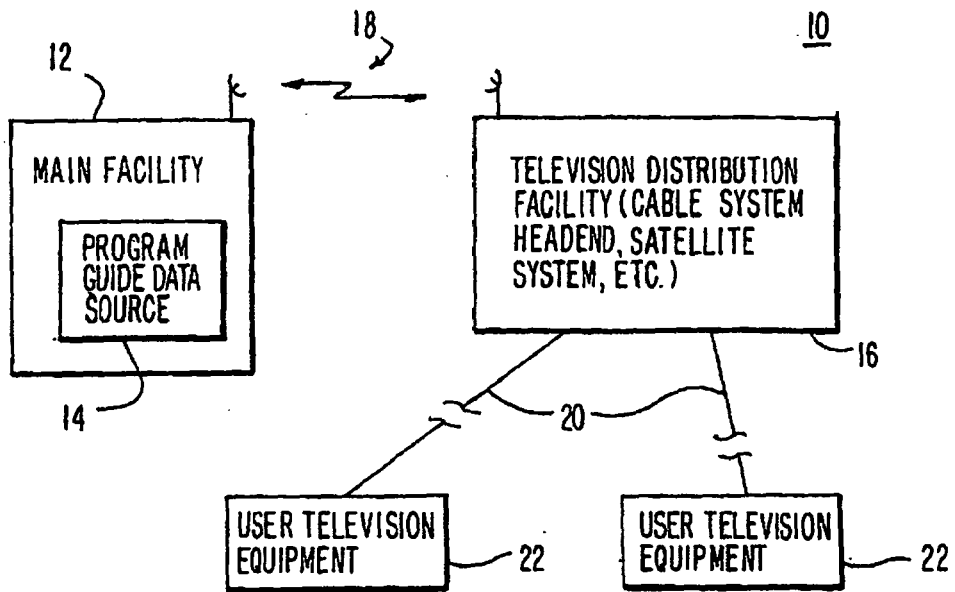 10
18
12
MAIN FACILITY
PROGRAM
GUIDE DATA
SOURCE
14
TELEVISION DISTRIBUTION
FACILITY (CABLE SYSTEM
HEADEND, SATELLITE
SYSTEM, ETC.)
16
20
USER TELEVISION
EQUIPMENT
22
USER TELEVISION
EQUIPMENT
22